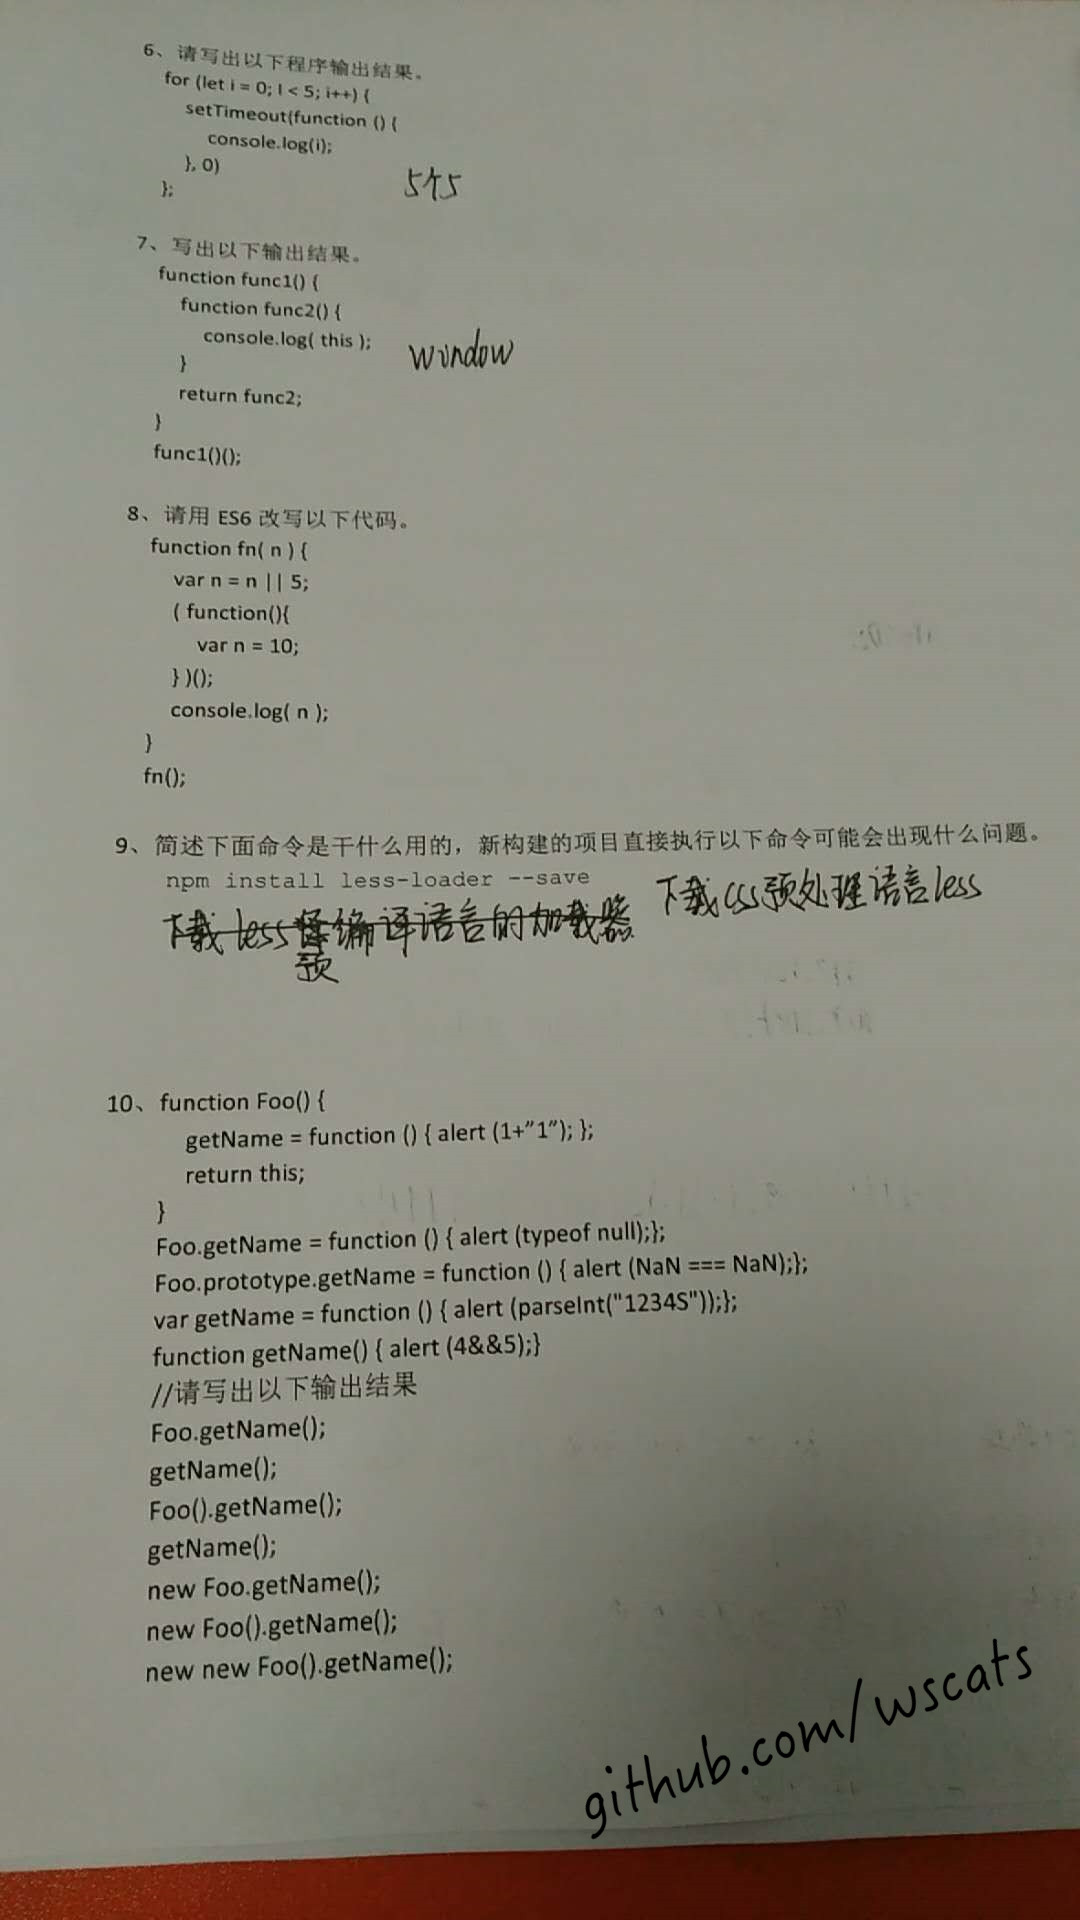 6、请写出以下程序输出结果。
for (let i = 0; I < 5; i++) {
setTimeout(function () {
console.log(i);
}, 0)
};
5个5
7、写出以下输出结果。
function func1() {
function func2() {
console.log( this );
window
}
return func2;
}
func1()();
8、请用 ES6 改写以下代码。
function fn( n ) {
var n = n || 5;
( function(){
var n = 10;
} )();
console.log( n );
}
fn();
9、简述下面命令是干什么用的，新构建的项目直接执行以下命令可能会出现什么问题。
npm install less-loader --save
下载css预处理语言less
下载less编译语言的加载器
预
10、function Foo() {
getName = function () { alert (1+”1”); };
return this;
}
Foo.getName = function () { alert (typeof null);};
Foo.prototype.getName = function () { alert (NaN === NaN);};
var getName = function () { alert (parseInt("1234S"));};
function getName() { alert (4&&5);}
//请写出以下输出结果
Foo.getName();
getName();
Foo().getName();
getName();
new Foo.getName();
new Foo().getName();
new new Foo().getName();
github.com/wscats